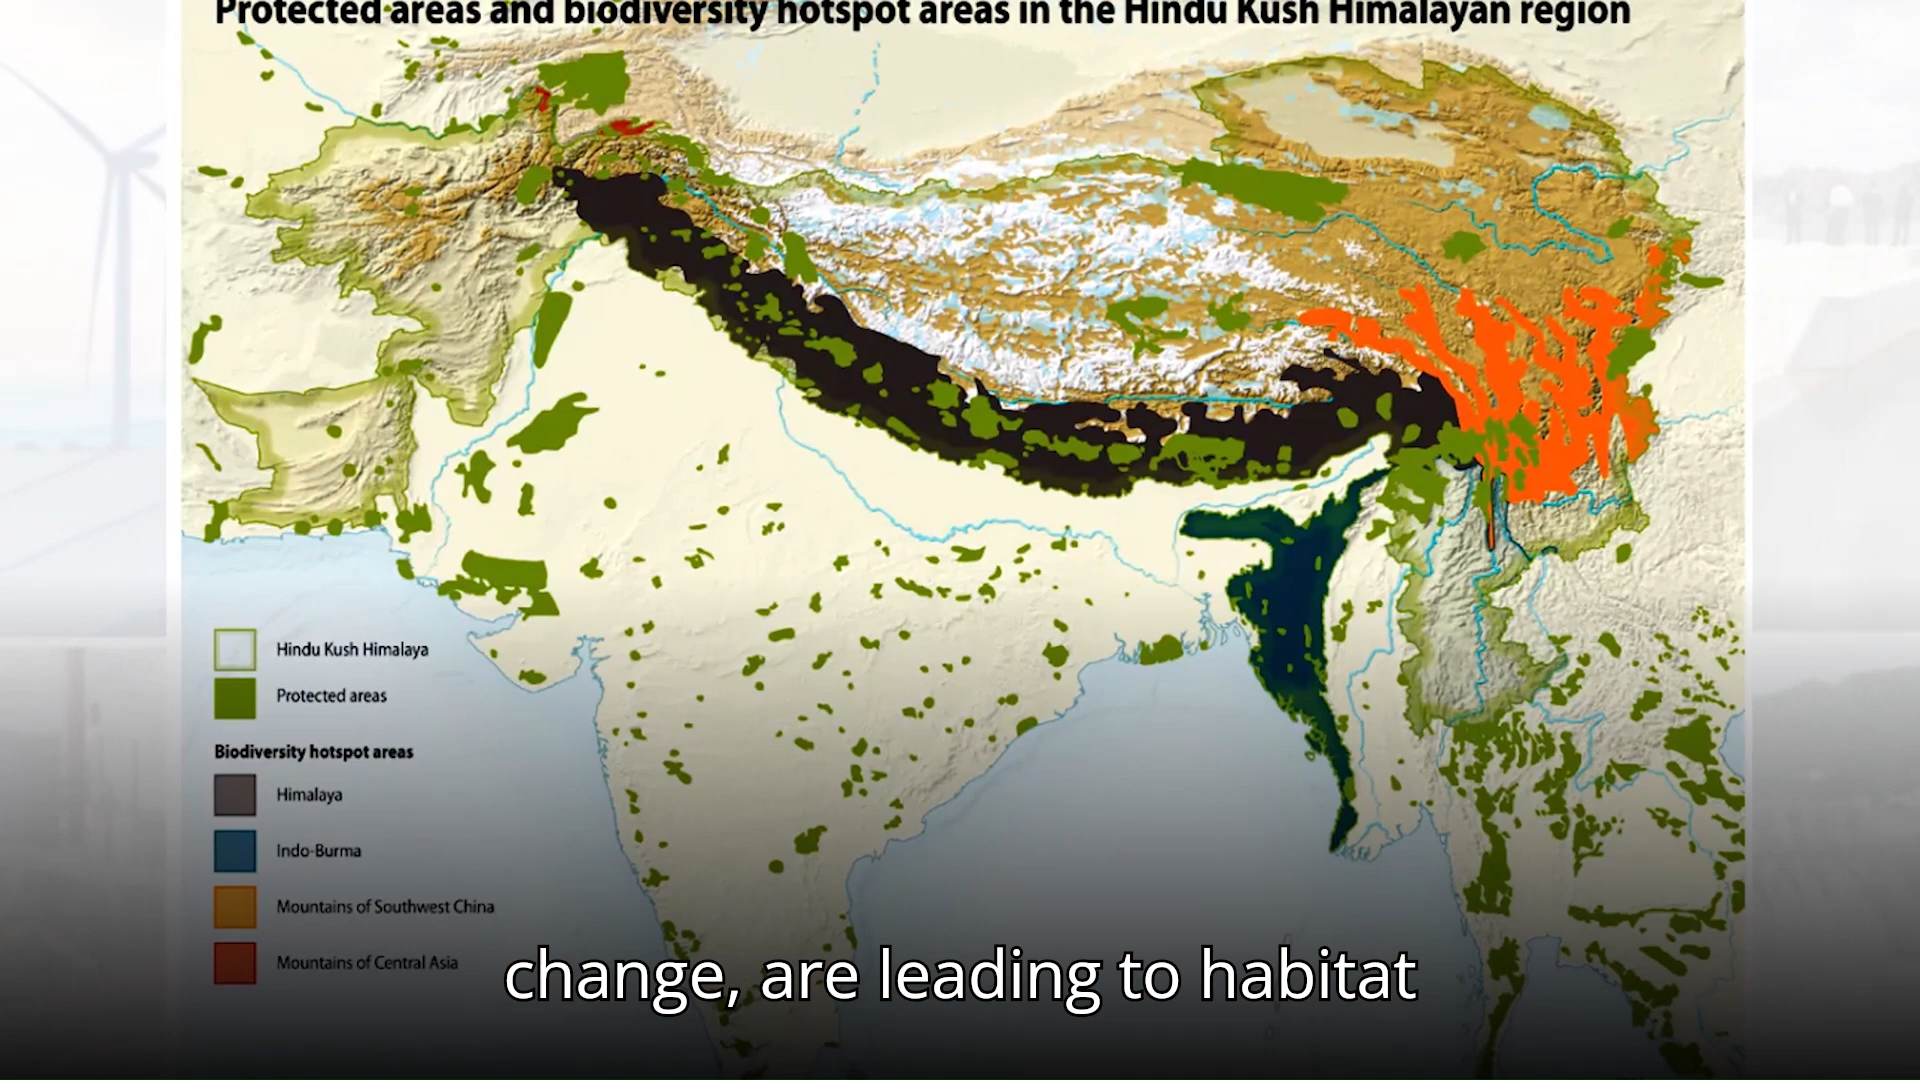 Protected areas and biodiversity hotspot areas in the Hindu Kush Himalayan region
Hindu Kush Himalaya
Protected areas
Biodiversity hotspot areas
Himalaya
Indo-Burma
Mountains of Southwest China
Mountains of Central Asia
change, are leading to habitat